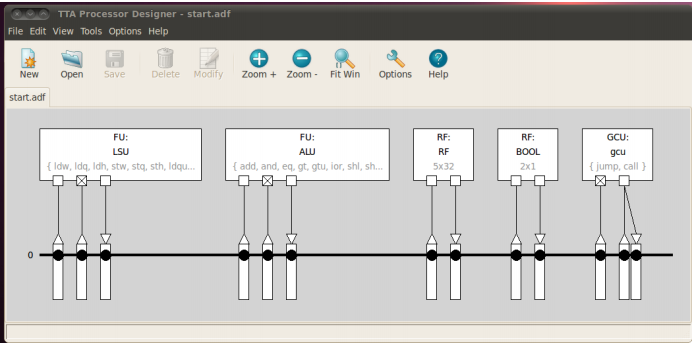 TTA Processor Designer - start.adf
File Edit View Tools Options Help
New Open Save Delete Modify Zoom + Zoom - Fit Win Options Help
start.adf
FU: FU: RF: RF: GCU:
LSU ALU RF BOOL gcu
{ ldw, ldq, ldh, stw, stq, sth, ldqu... { add, and, eq, gt, gtu, ior, shl, sh... 5x32 2x1 { jump, call }
0